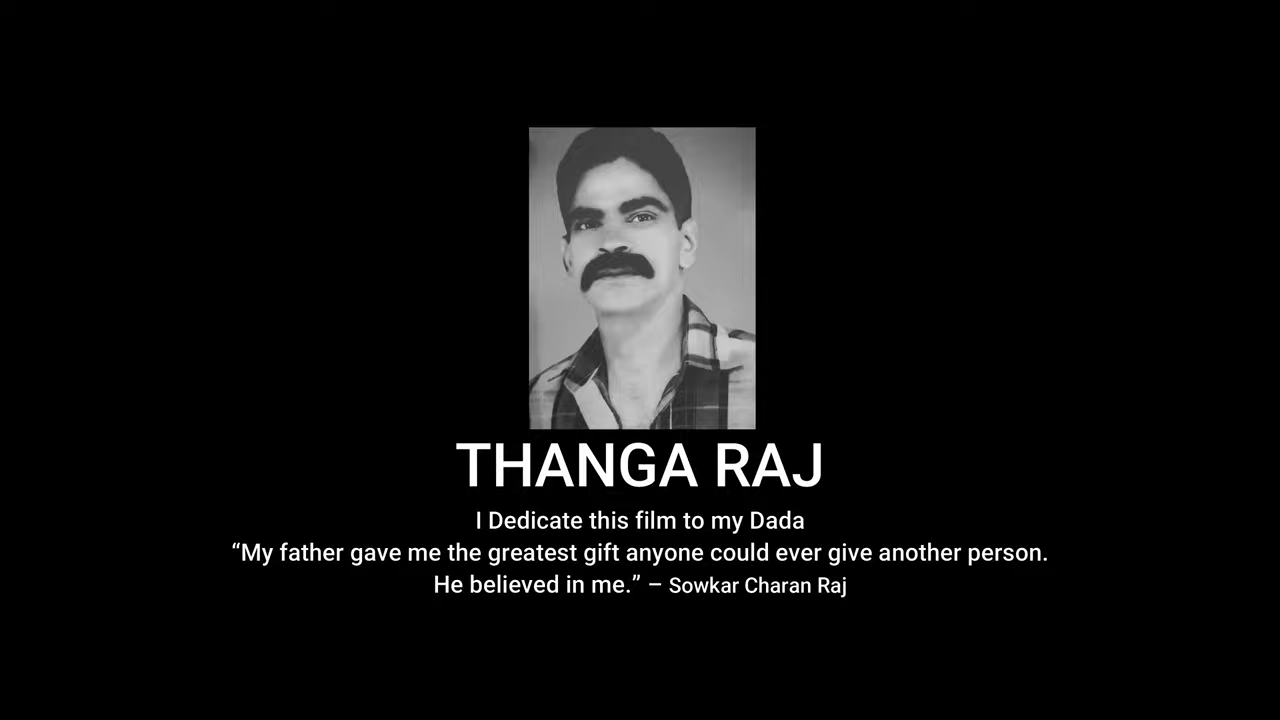 THANGA RAJ
I Dedicate this film to my Dada
“My father gave me the greatest gift anyone could ever give another person.
He believed in me.” – Sowkar Charan Raj